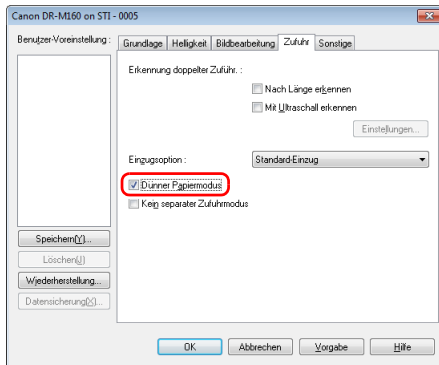 Canon DR-M160 on STI - 0005
Benutzer-Voreinstellung :
Grundlage Helligkeit Bildbearbeitung Zufuhr Sonstige
Erkennung doppelter Zuführ. :
Nach Länge erkennen
Mit Ultraschall erkennen
Einstellungen...
Einzugsoption : Standard-Einzug
Dünner Papiermodus
Kein separater Zufuhrmodus
Speichern(Y)...
Löschen(J)
Wiederherstellung...
Datensicherung(X)...
OK Abbrechen Vorgabe Hilfe